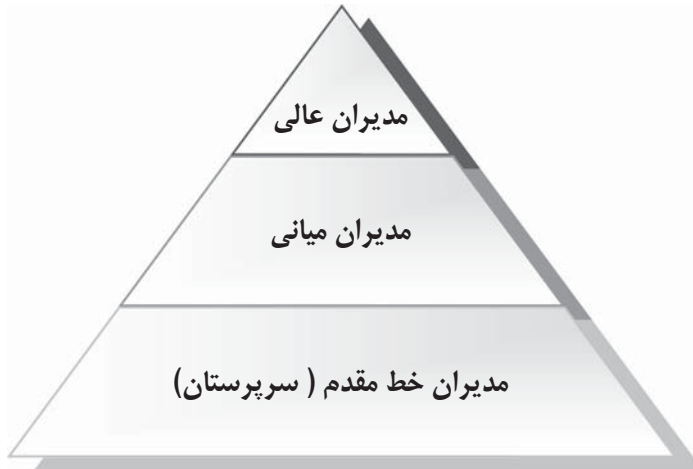 مدیران عالی
مدیران میانی
مدیران خط مقدم ( سرپرستان)